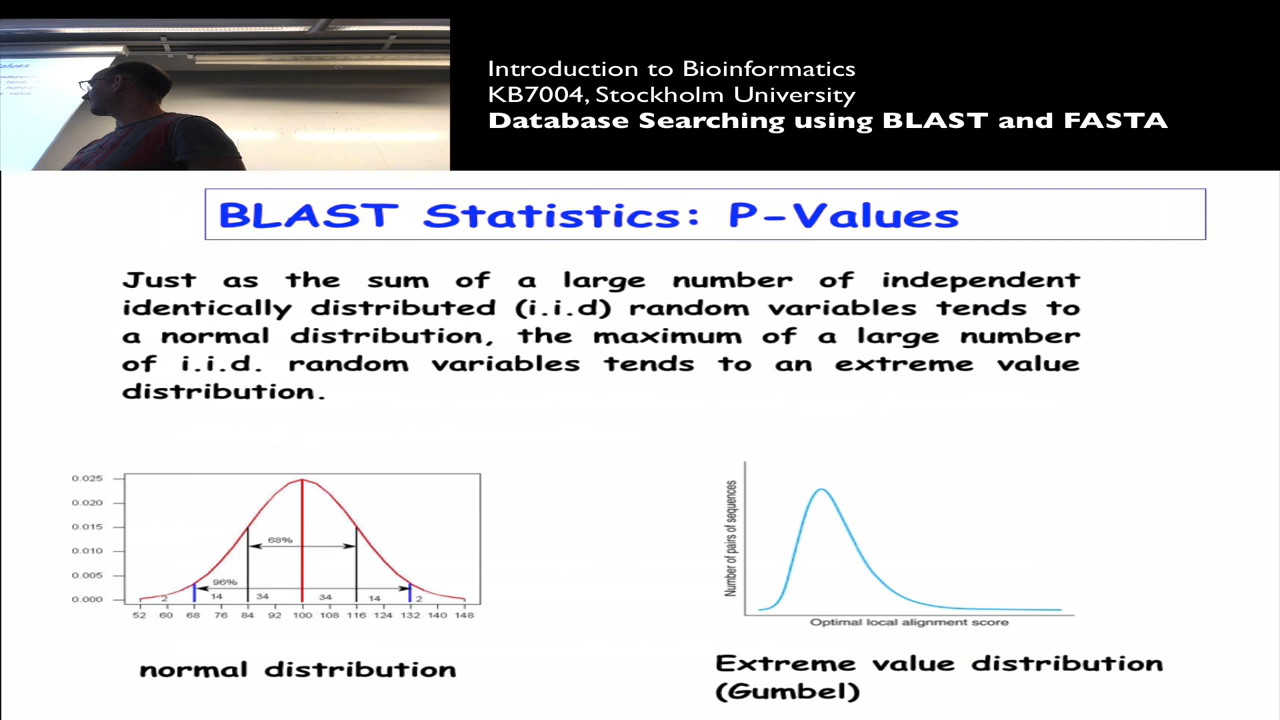 Introduction to Bioinformatics
KB7004, Stockholm University
Database Searching using BLAST and FASTA
BLAST Statistics: P-Values
Just as the sum of a large number of independent
identically distributed (i.i.d) random variables tends to
a normal distribution, the maximum of a large number
of i.i.d. random variables tends to an extreme value
distribution.
0.025
0.020
0.015
0.010
0.005
0.000
68%
96%
2 14 34 34 14 2
52 60 68 76 84 92 100 108 116 124 132 140 148
normal distribution
Number of pairs of sequences
Optimal local alignment score
Extreme value distribution
(Gumbel)